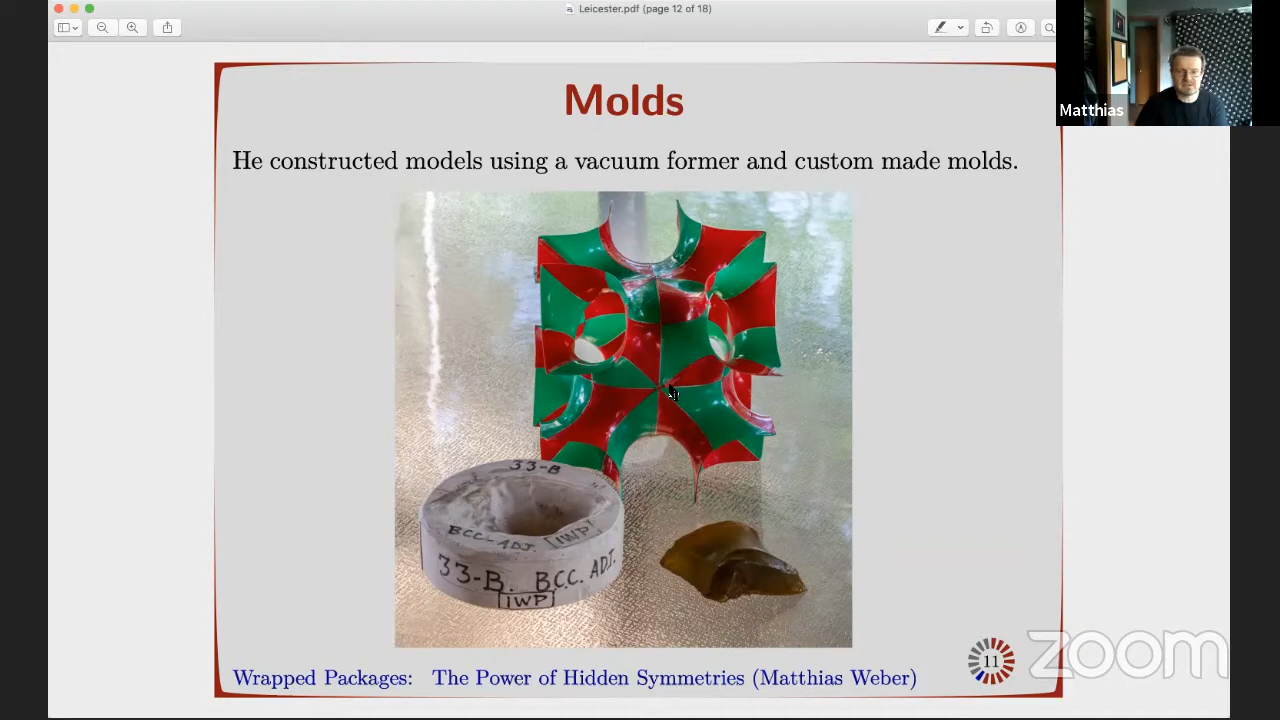 Leicester.pdf (page 12 of 18)
Matthias
Molds
He constructed models using a vacuum former and custom made molds.
33-B
BCC- ADJ. IWP
33-B. BCC. ADJ.
IWP
11
Wrapped Packages: The Power of Hidden Symmetries (Matthias Weber)
zoom